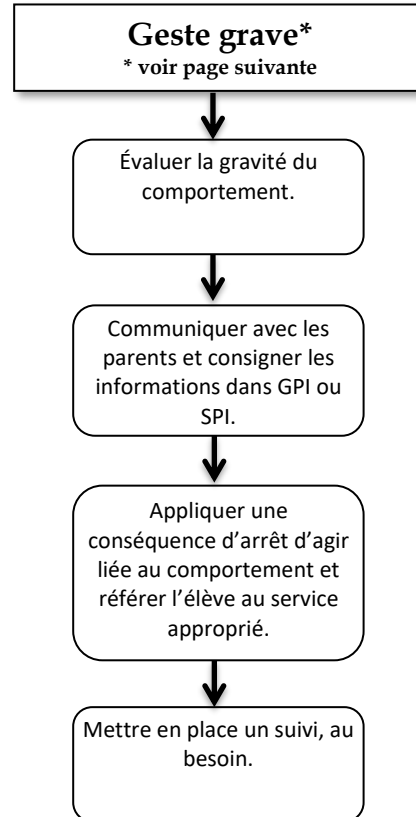 Geste grave*
* voir page suivante
Évaluer la gravité du
comportement.
Communiquer avec les
parents et consigner les
informations dans GPI ou
SPI.
Appliquer une
conséquence d’arrêt d’agir
liée au comportement et
référer l’élève au service
approprié.
Mettre en place un suivi, au
besoin.